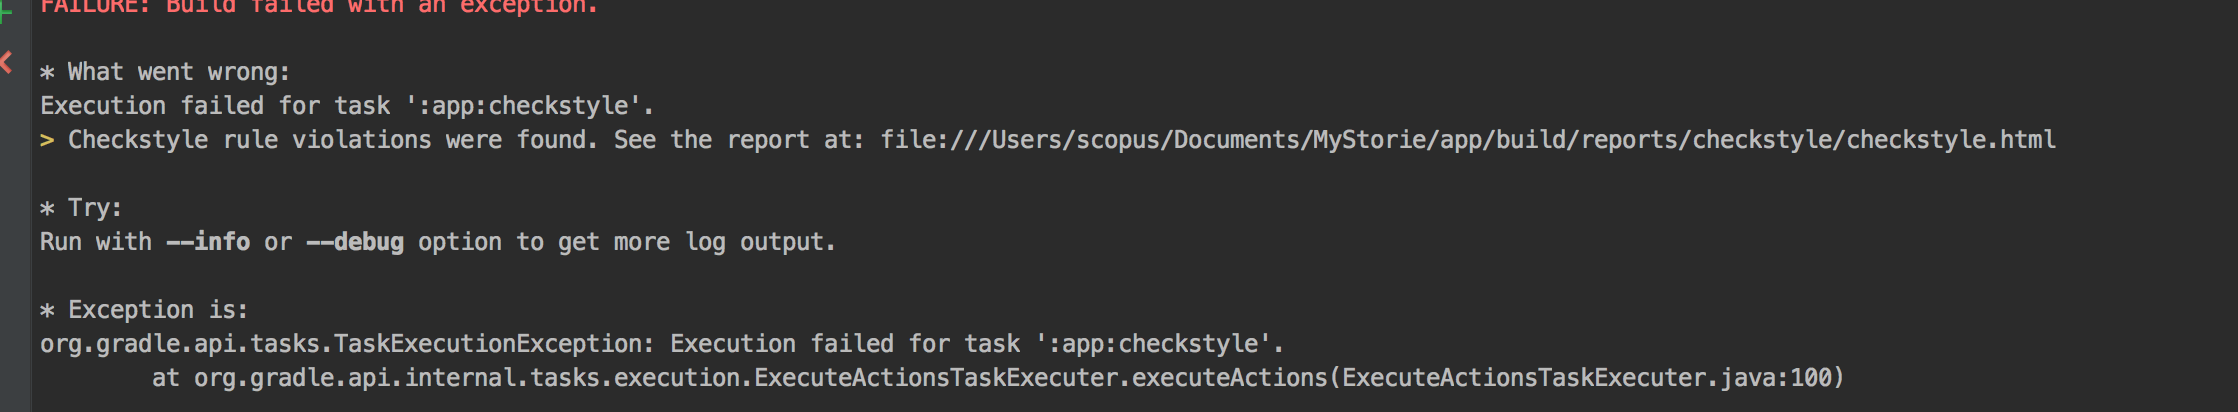 FAILURE: Build failed with an exception.
* What went wrong:
Execution failed for task ':app:checkstyle'.
> Checkstyle rule violations were found. See the report at: file:///Users/scopus/Documents/MyStorie/app/build/reports/checkstyle/checkstyle.html
* Try:
Run with --info or --debug option to get more log output.
* Exception is:
org.gradle.api.tasks.TaskExecutionException: Execution failed for task ':app:checkstyle'.
at org.gradle.api.internal.tasks.execution.ExecuteActionsTaskExecuter.executeActions(ExecuteActionsTaskExecuter.java:100)